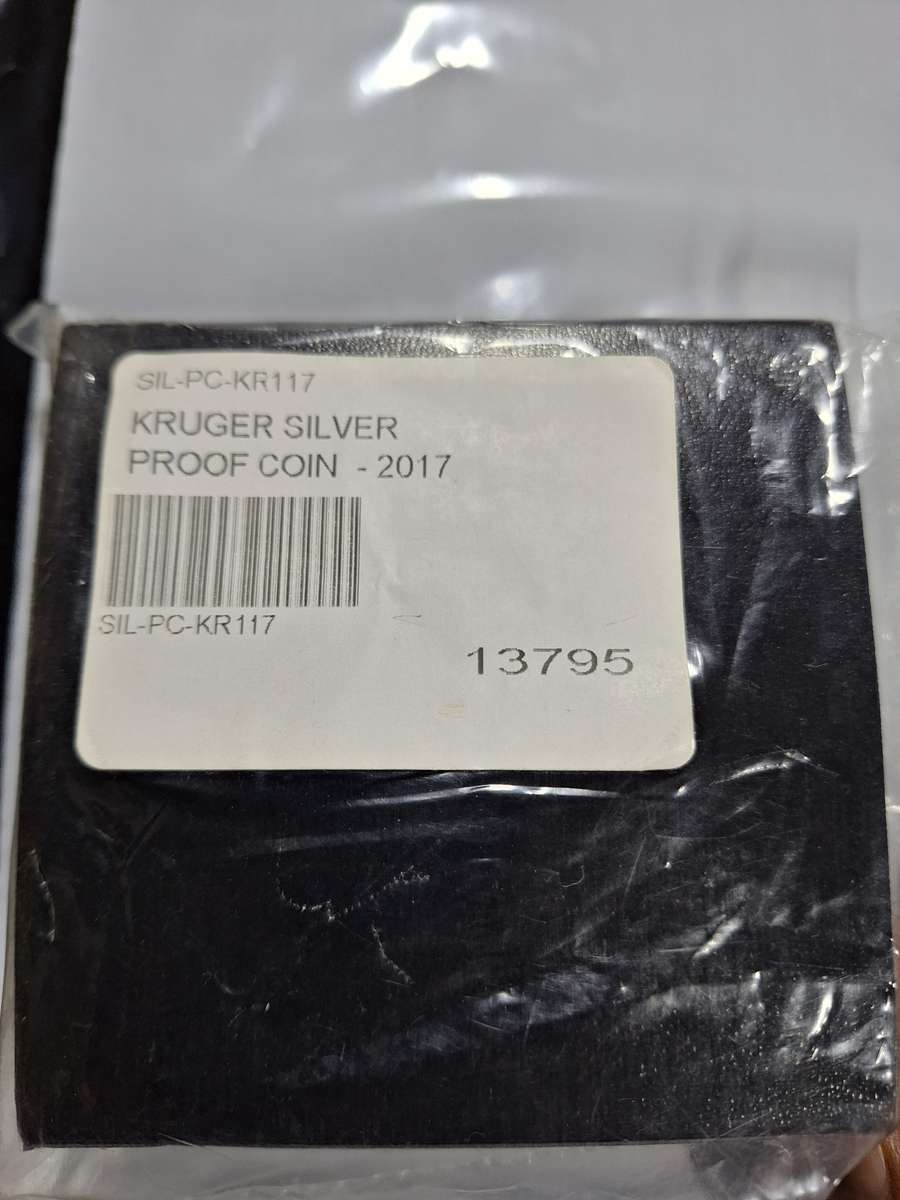 SIL-PC-KR117
KRUGER SILVER
PROOF COIN - 2017
SIL-PC-KR117
13795